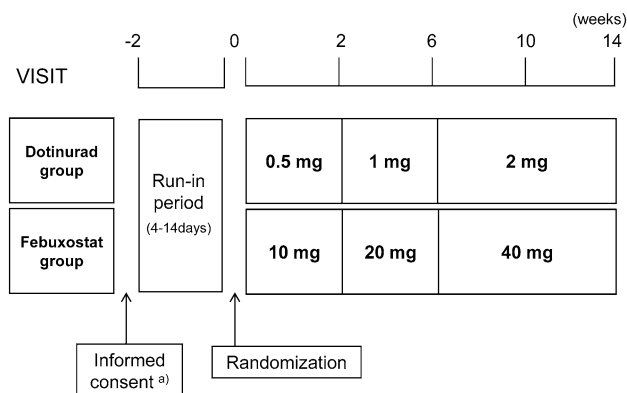 (weeks)
-2 0 2 6 10 14
VISIT
Dotinurad
group
Run-in
period
(4-14days)
0.5 mg 1 mg 2 mg
Febuxostat
group
10 mg 20 mg 40 mg
Informed
consent a)
Randomization